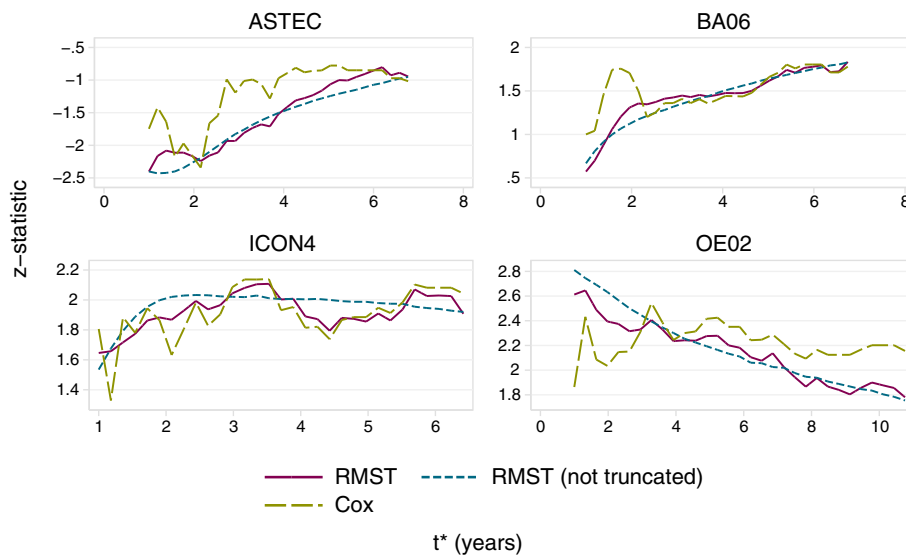 ASTEC
BA06
−.5
−1
−1.5
−2
−2.5
0 2 4 6 8
2
1.5
1
.5
0 2 4 6 8
z−statistic
ICON4
OE02
2.2
2
1.8
1.6
1.4
1 2 3 4 5 6
2.8
2.6
2.4
2.2
2
1.8
0 2 4 6 8 10
RMST
RMST (not truncated)
Cox
t* (years)